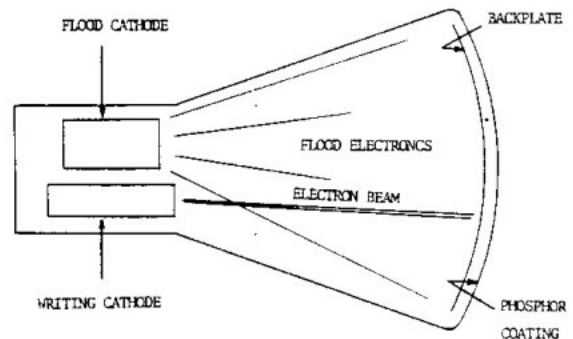 FLOOD CATHODE
BACKPLATE
FLOOD ELECTRONCS
ELECTRON BEAM
WRITING CATHODE
PHOSPHOR
COATING